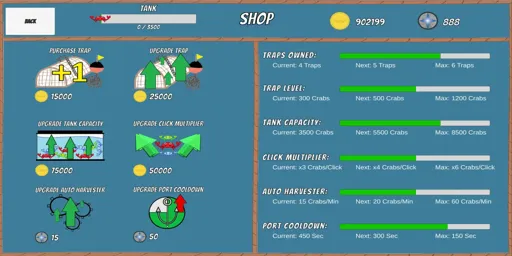 BACK
TANK
0 / 3500
SHOP
902199
888
PURCHASE TRAP
+1
15000
UPGRADE TRAP
25000
UPGRADE TANK CAPACITY
75000
UPGRADE CLICK MULTIPLIER
50000
UPGRADE AUTO HARVESTER
15
UPGRADE PORT COOLDOWN
50
TRAPS OWNED:
Current: 4 Traps Next: 5 Traps Max: 6 Traps
TRAP LEVEL:
Current: 300 Crabs Next: 500 Crabs Max: 1200 Crabs
TANK CAPACITY:
Current: 3500 Crabs Next: 5500 Crabs Max: 8500 Crabs
CLICK MULTIPLIER:
Current: x3 Crabs/Click Next: x4 Crabs/Click Max: x6 Crabs/Click
AUTO HARVESTER:
Current: 15 Crabs/Min Next: 20 Crabs/Min Max: 60 Crabs/Min
PORT COOLDOWN:
Current: 450 Sec Next: 300 Sec Max: 150 Sec